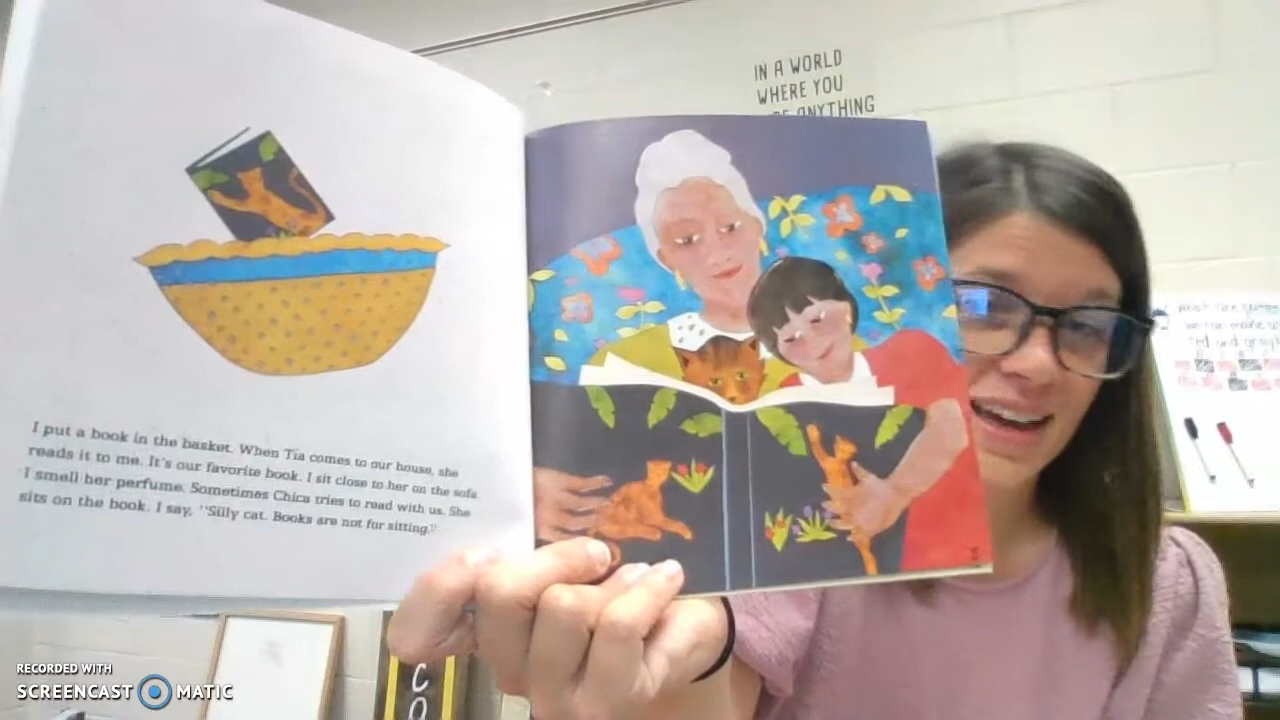 IN A WORLD
WHERE YOU
ANYTHING
I put a book in the basket. When Tia comes to our house, she
reads it to me. It's our favorite book. I sit close to her on the sofa.
I smell her perfume. Sometimes Chica tries to read with us. She
sits on the book. I say, "Silly cat. Books are not for sitting."
RECORDED WITH
SCREENCAST MATIC